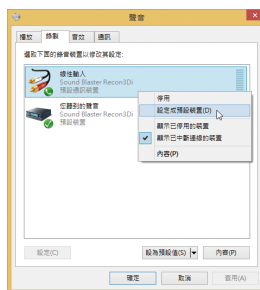 聲音
播放 錄製 音效 通訊
選取下面的錄音裝置以修改其設定:
線性輸入
Sound Blaster Recon3Di
預設通訊裝置
您聽到的聲音
Sound Blaster Recon3Di
預設裝置
停用
設定成預設裝置(D)
顯示已停用的裝置
顯示已中斷連線的裝置
內容(P)
設定(C) 設為預設值(S) 內容(P)
確定 取消 套用(A)